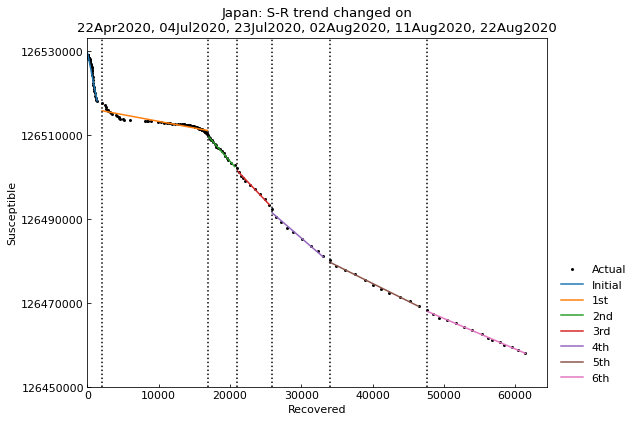 Japan: S-R trend changed on
22Apr2020, 04Jul2020, 23Jul2020, 02Aug2020, 11Aug2020, 22Aug2020
126530000
126510000
126490000
126470000
126450000
Susceptible
0
10000
20000
30000
40000
50000
60000
Recovered
Actual
Initial
1st
2nd
3rd
4th
5th
6th